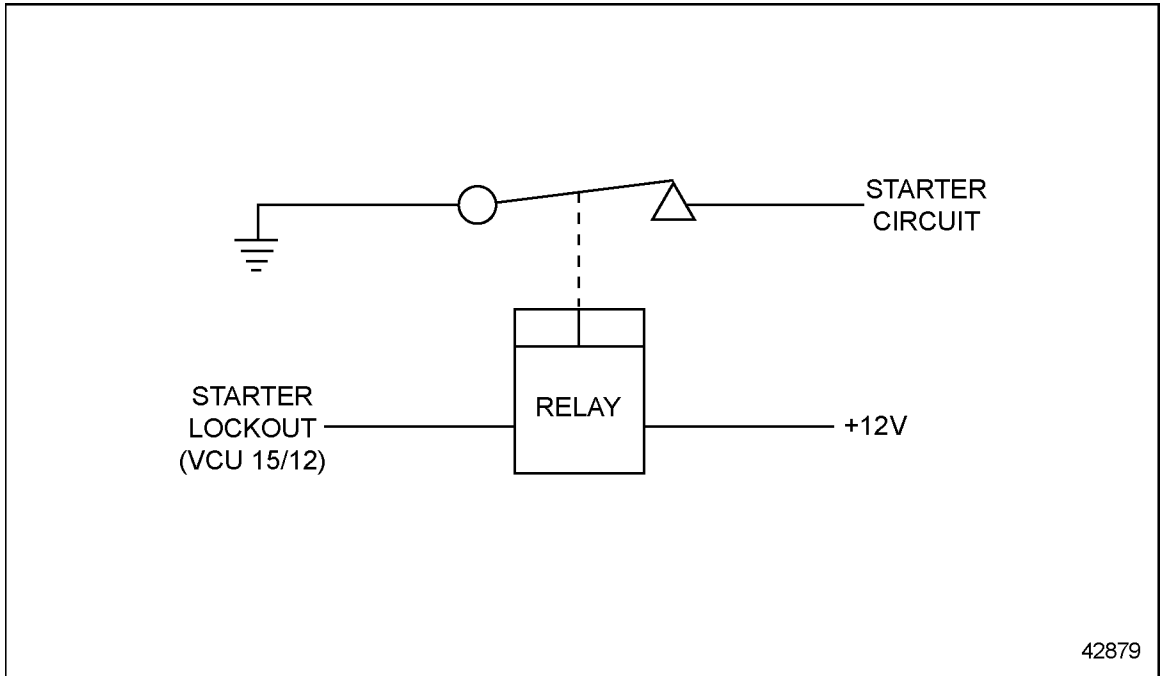 STARTER
CIRCUIT
RELAY
STARTER
LOCKOUT
(VCU 15/12)
+12V
42879